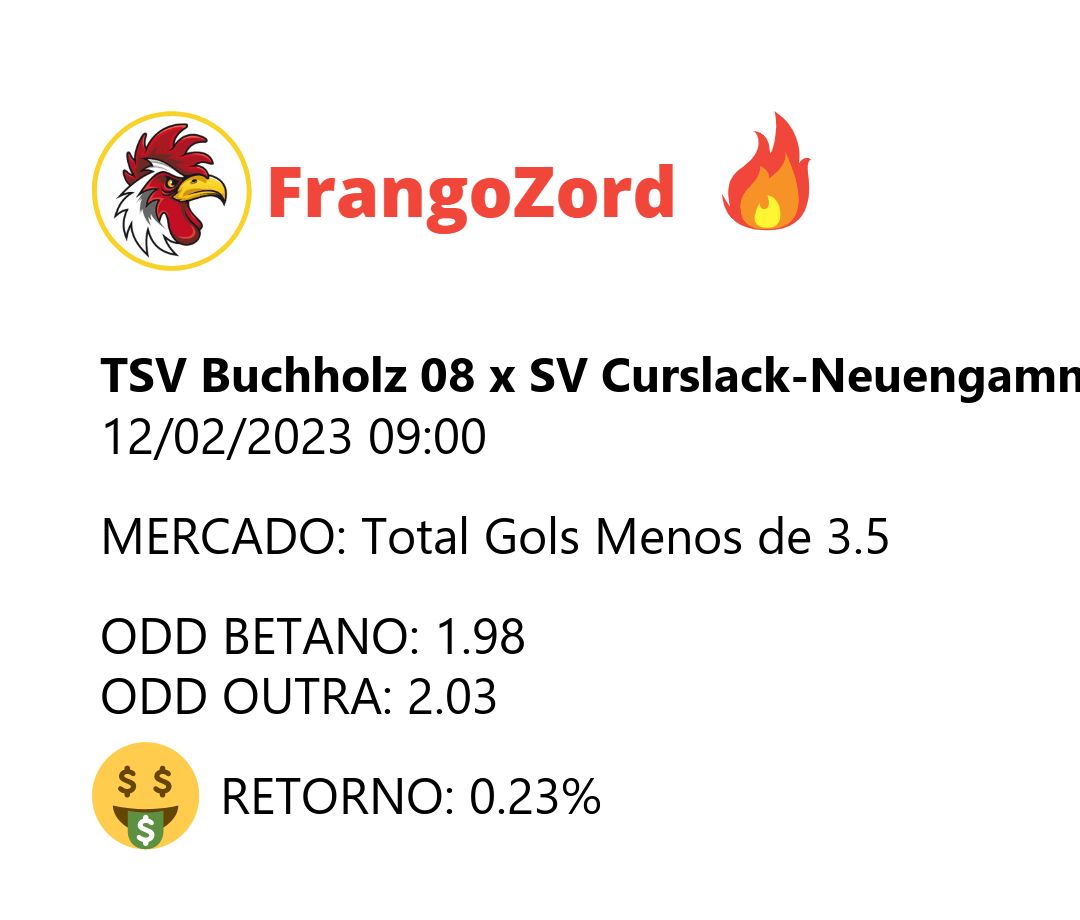 FrangoZord
TSV Buchholz 08 x SV Curslack-Neuengamm
12/02/2023 09:00
MERCADO: Total Gols Menos de 3.5
ODD BETANO: 1.98
ODD OUTRA: 2.03
RETORNO: 0.23%